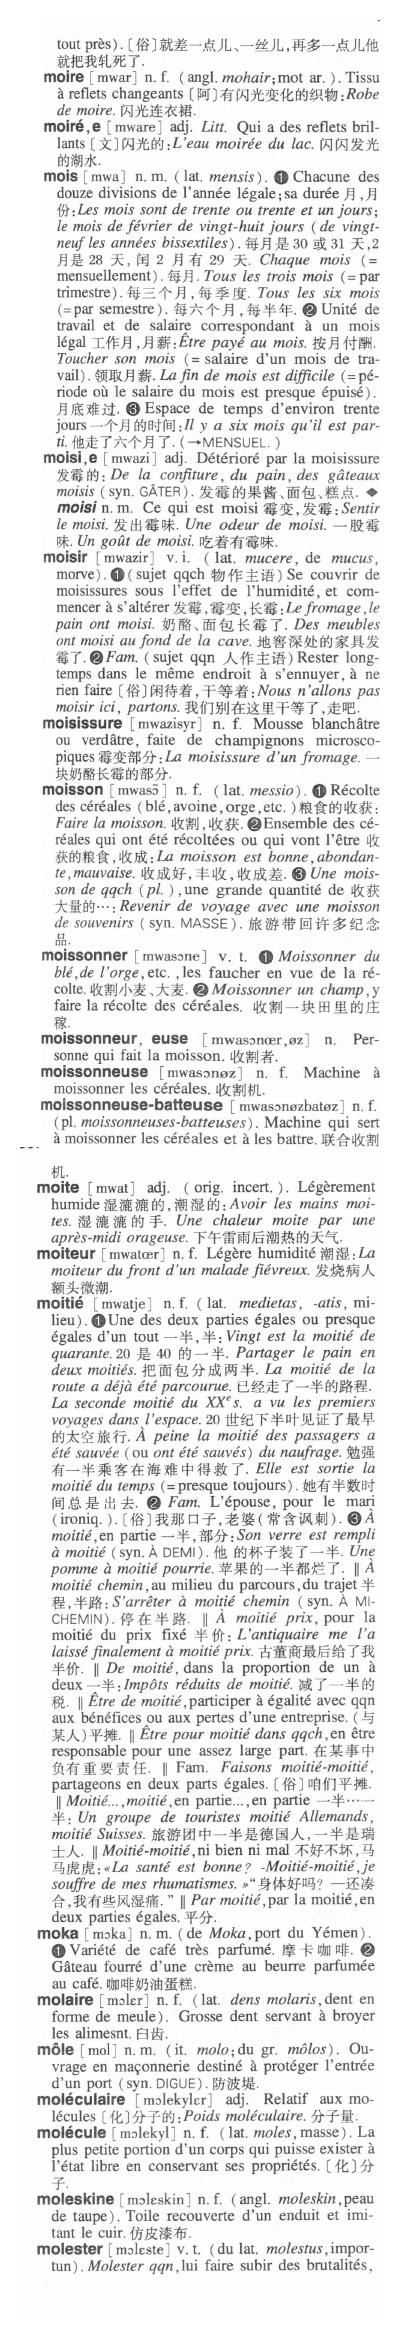 tout près). 〔俗〕就差一点儿、一丝儿,再多一点儿他
就把我轧死了.
moire [mwar] n. f. (angl. mohair; mot ar. ). Tissu
à reflets changeants 〔阿〕有闪光变化的织物: Robe
de moire. 闪光连衣裙.
moiré,e [mware] adj. Litt. Qui a des reflets bril-
lants 〔文〕闪光的: L'eau moirée du lac. 闪闪发光
的湖水.
mois [mwa] n. m. (lat. mensis). ❶ Chacune des
douze divisions de l'année légale; sa durée 月,月
份: Les mois sont de trente ou trente et un jours;
le mois de février de vingt-huit jours (de vingt-
neuf les années bissextiles). 每月是 30 或 31 天,2
月是 28 天, 闰 2 月有 29 天. Chaque mois (=
mensuellement). 每月. Tous les trois mois (=par
trimestre). 每三个月,每季度. Tous les six mois
(=par semestre). 每六个月,每半年. ❷ Unité de
travail et de salaire correspondant à un mois
légal 工作月,月薪: Être payé au mois. 按月付酬.
Toucher son mois (= salaire d'un mois de tra-
vail). 领取月薪. La fin de mois est difficile (=pé-
riode où le salaire du mois est presque épuisé).
月底难过. ❸ Espace de temps d'environ trente
jours 一个月的时间: Il y a six mois qu'il est par-
ti. 他走了六个月了. (→MENSUEL. )
moisi,e [mwazi] adj. Détérioré par la moisissure
发霉的: De la confiture, du pain, des gâteaux
moisis (syn. GÂTER). 发霉的果酱、面包、糕点. ◆
moisi n. m. Ce qui est moisi 霉变,发霉: Sentir
le moisi. 发出霉味. Une odeur de moisi. 一股霉
味. Un goût de moisi. 吃着有霉味.
moisir [mwazir] v. i. (lat. mucere, de mucus,
morve). ❶ (sujet qqch 物作主语) Se couvrir de
moisissures sous l'effet de l'humidité, et com-
mencer à s'altérer 发霉,霉变,长霉: Le fromage, le
pain ont moisi. 奶酪、面包长霉了. Des meubles
ont moisi au fond de la cave. 地窖深处的家具发
霉了. ❷ Fam. (sujet qqn 人作主语) Rester long-
temps dans le même endroit à s'ennuyer, à ne
rien faire 〔俗〕闲待着,干等着: Nous n'allons pas
moisir ici, partons. 我们别在这里干等了,走吧.
moisissure [mwazisyr] n. f. Mousse blanchâtre
ou verdâtre, faite de champignons microsco-
piques 霉变部分: La moisissure d'un fromage. 一
块奶酪长霉的部分.
moisson [mwasɔ̃] n. f. (lat. messio). ❶ Récolte
des céréales (blé, avoine, orge, etc. ) 粮食的收获:
Faire la moisson. 收割,收获. ❷ Ensemble des cé-
réales qui ont été récoltées ou qui vont l'être 收
获的粮食,收成: La moisson est bonne, abondan-
te, mauvaise. 收成好,丰收,收成差. ❸ Une mois-
son de qqch (pl. ), une grande quantité de 收获
大量的…: Revenir de voyage avec une moisson
de souvenirs (syn. MASSE). 旅游带回许多纪念
品.
moissonner [mwasɔne] v. t. ❶ Moissonner du
blé, de l'orge, etc. , les faucher en vue de la ré-
colte. 收割小麦、大麦. ❷ Moissonner un champ, y
faire la récolte des céréales. 收割一块田里的庄
稼.
moissonneur, euse [mwasɔnœr, øz] n. Per-
sonne qui fait la moisson. 收割者.
moissonneuse [mwasɔnøz] n. f. Machine à
moissonner les céréales. 收割机.
moissonneuse-batteuse [mwasɔnøzbatøz] n. f.
(pl. moissonneuses-batteuses). Machine qui sert
à moissonner les céréales et à les battre. 联合收割
机.
moite [mwat] adj. (orig. incert. ). Légèrement
humide 湿漉漉的,潮湿的: Avoir les mains moi-
tes. 湿漉漉的手. Une chaleur moite par une
après-midi orageuse. 下午雷雨后潮热的天气.
moiteur [mwatœr] n. f. Légère humidité 潮湿: La
moiteur du front d'un malade fiévreux. 发烧病人
额头微潮.
moitié [mwatje] n. f. (lat. medietas, -atis, mi-
lieu). ❶ Une des deux parties égales ou presque
égales d'un tout 一半,半: Vingt est la moitié de
quarante. 20 是 40 的一半. Partager le pain en
deux moitiés. 把面包分成两半. La moitié de la
route a déjà été parcourue. 已经走了一半的路程.
La seconde moitié du XXe s. a vu les premiers
voyages dans l'espace. 20 世纪下半叶见证了最早
的太空旅行. À peine la moitié des passagers a
été sauvée (ou ont été sauvés) du naufrage. 勉强
有一半乘客在海难中得救了. Elle est sortie la
moitié du temps (=presque toujours). 她有半数时
间总是出去. ❷ Fam. L'épouse, pour le mari
(ironiq. ). 〔俗〕我那口子,老婆(常含讽刺). ❸ À
moitié, en partie 一半,部分: Son verre est rempli
à moitié (syn. À DEMI). 他的杯子装了一半. Une
pomme à moitié pourrie. 苹果的一半都烂了. ‖ À
moitié chemin, au milieu du parcours, du trajet 半
程,半路: S'arrêter à moitié chemin (syn. À MI-
CHEMIN). 停在半路. ‖ À moitié prix, pour la
moitié du prix fixé 半价: L'antiquaire me l'a
laissé finalement à moitié prix. 古董商最后给了我
半价. ‖ De moitié, dans la proportion de un à
deux 一半: Impôts réduits de moitié. 减了一半的
税. ‖ Être de moitié, participer à égalité avec qqn
aux bénéfices ou aux pertes d'une entreprise. (与
某人)平摊. ‖ Être pour moitié dans qqch, en être
responsable pour une assez large part. 在某事中
负有重要责任. ‖ Fam. Faisons moitié-moitié,
partageons en deux parts égales. 〔俗〕咱们平摊.
‖ Moitié…, moitié, en partie…, en partie 一半…一
半: Un groupe de touristes moitié Allemands,
moitié Suisses. 旅游团中一半是德国人,一半是瑞
士人. ‖ Moitié-moitié, ni bien ni mal 不好不坏,马
马虎虎: «La santé est bonne? -Moitié-moitié, je
souffre de mes rhumatismes. »“身体好吗? —还凑
合,我有些风湿痛. ” ‖ Par moitié, par la moitié, en
deux parties égales. 平分.
moka [mɔka] n. m. (de Moka, port du Yémen).
❶ Variété de café très parfumé. 摩卡咖啡. ❷
Gâteau fourré d'une crème au beurre parfumée
au café. 咖啡奶油蛋糕.
molaire [mɔlɛr] n. f. (lat. dens molaris, dent en
forme de meule). Grosse dent servant à broyer
les alimesnt. 臼齿.
môle [mol] n. m. (it. molo; du gr. môlos). Ou-
vrage en maçonnerie destiné à protéger l'entrée
d'un port (syn. DIGUE). 防波堤.
moléculaire [mɔlekylɛr] adj. Relatif aux mo-
lécules 〔化〕分子的: Poids moléculaire. 分子量.
molécule [mɔlekyl] n. f. (lat. moles, masse). La
plus petite portion d'un corps qui puisse exister à
l'état libre en conservant ses propriétés. 〔化〕分
子.
moleskine [mɔlɛskin] n. f. (angl. moleskin, peau
de taupe). Toile recouverte d'un enduit et imi-
tant le cuir. 仿皮漆布.
molester [mɔlɛste] v. t. (du lat. molestus, impor-
tun). Molester qqn, lui faire subir des brutalités,